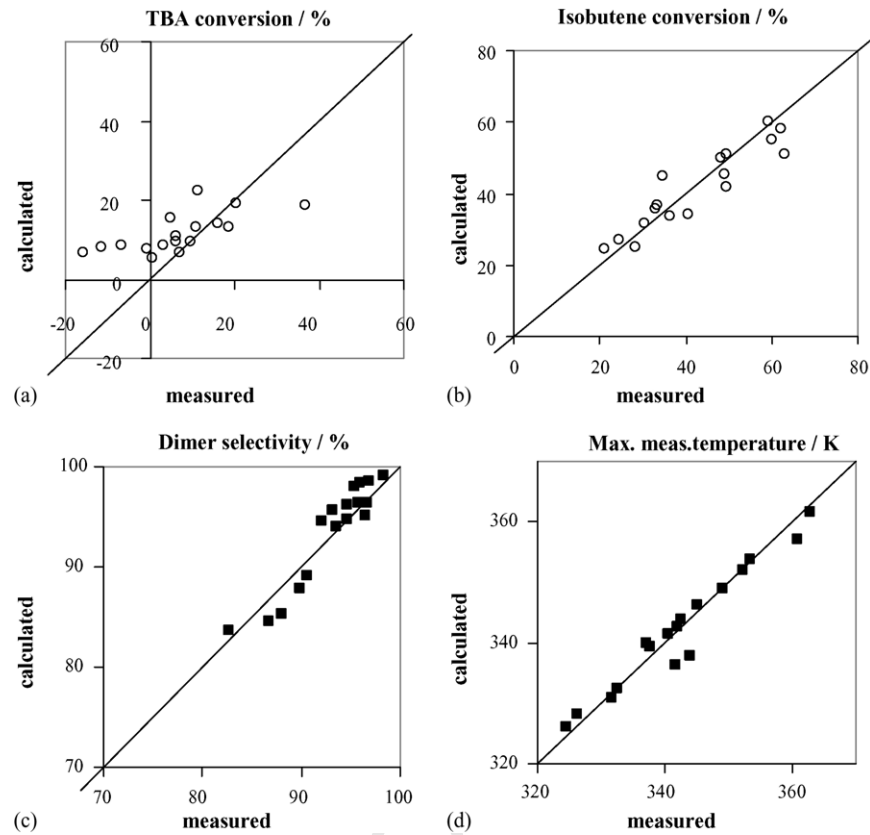 TBA conversion / %
60
40
20
0
-20
-20 0 20 40 60
calculated
measured
(a)
Isobutene conversion / %
80
60
40
20
0
0 20 40 60 80
calculated
measured
(b)
Dimer selectivity / %
100
90
80
70
70 80 90 100
calculated
measured
(c)
Max. meas.temperature / K
360
340
320
320 340 360
calculated
measured
(d)